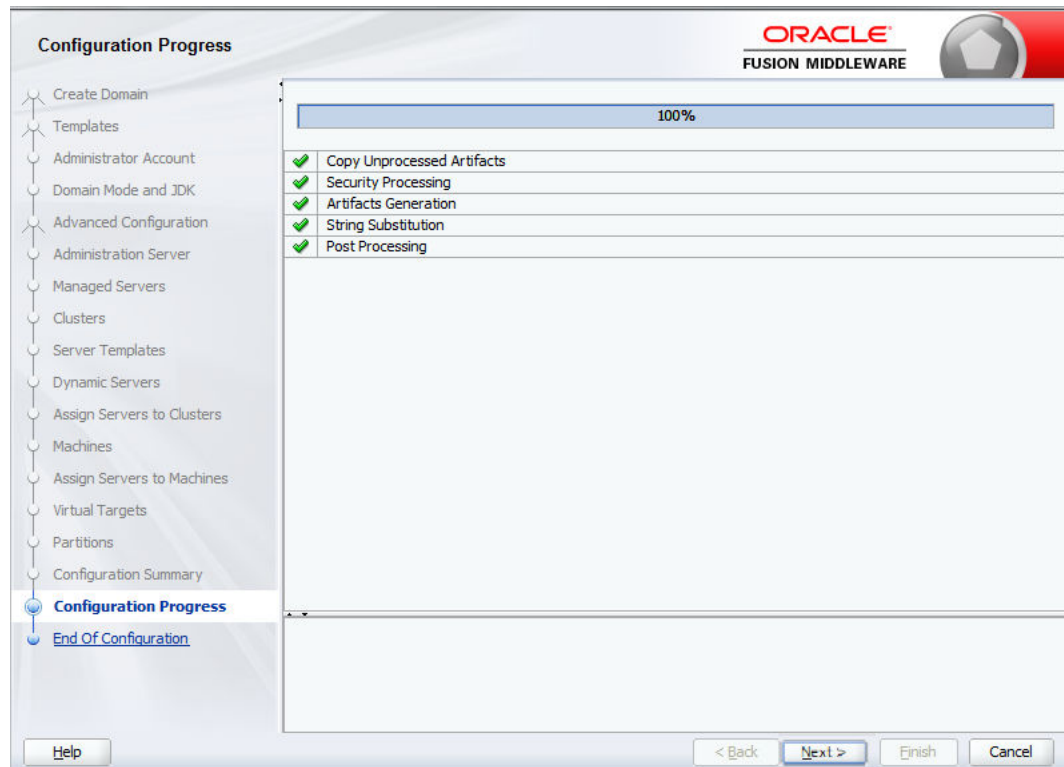 Configuration Progress
ORACLE
FUSION MIDDLEWARE
Create Domain
Templates
Administrator Account
Domain Mode and JDK
Advanced Configuration
Administration Server
Managed Servers
Clusters
Server Templates
Dynamic Servers
Assign Servers to Clusters
Machines
Assign Servers to Machines
Virtual Targets
Partitions
Configuration Summary
Configuration Progress
End Of Configuration
100%
Copy Unprocessed Artifacts
Security Processing
Artifacts Generation
String Substitution
Post Processing
Help
< Back
Next >
Finish
Cancel